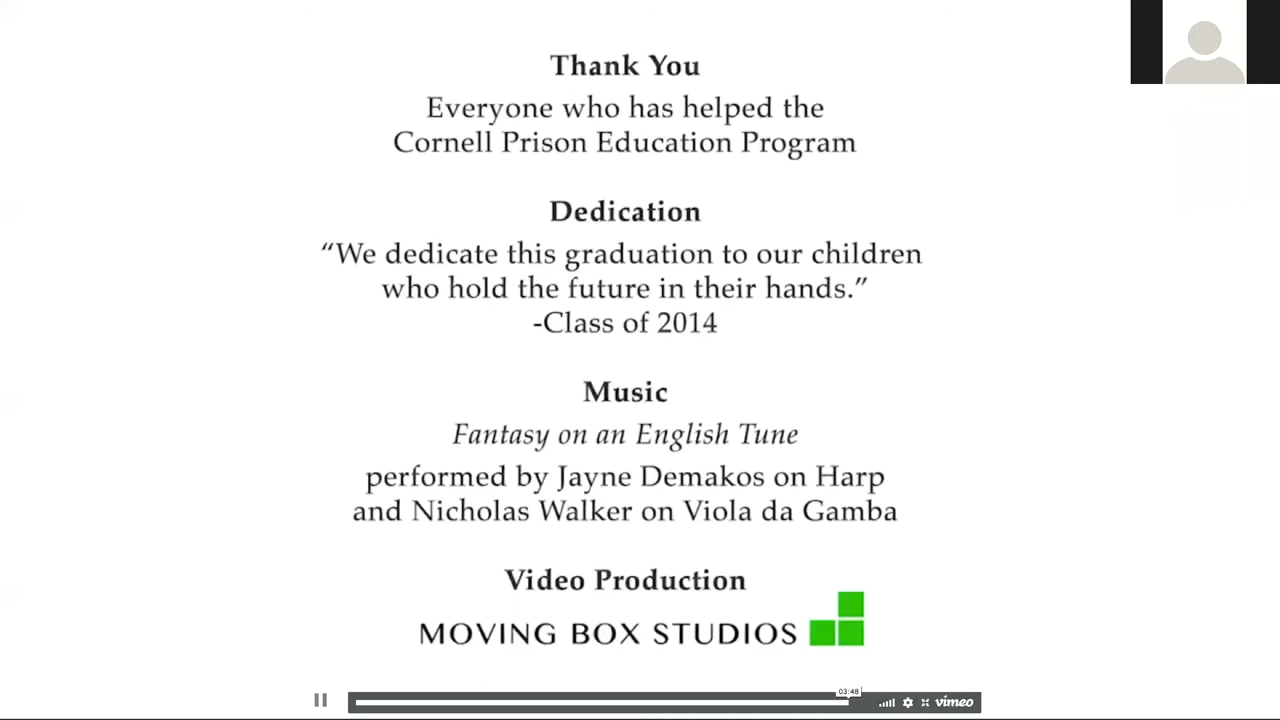 Thank You
Everyone who has helped the
Cornell Prison Education Program
Dedication
“We dedicate this graduation to our children
who hold the future in their hands.”
-Class of 2014
Music
Fantasy on an English Tune
performed by Jayne Demakos on Harp
and Nicholas Walker on Viola da Gamba
Video Production
MOVING BOX STUDIOS
03:48
vimeo